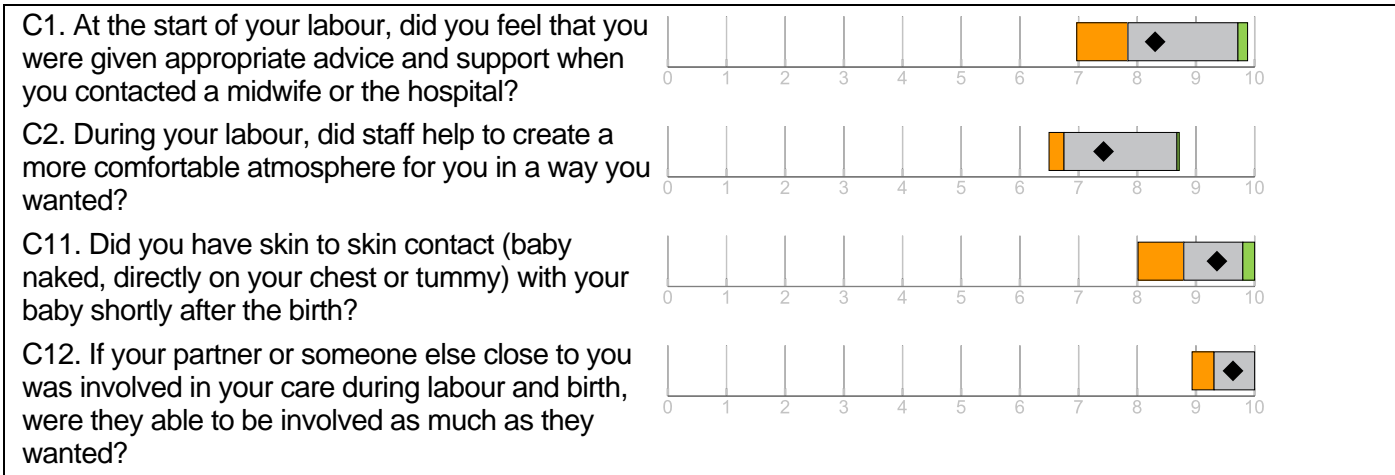 C1. At the start of your labour, did you feel that you
were given appropriate advice and support when
you contacted a midwife or the hospital?
0 1 2 3 4 5 6 7 8 9 10
C2. During your labour, did staff help to create a
more comfortable atmosphere for you in a way you
wanted?
0 1 2 3 4 5 6 7 8 9 10
C11. Did you have skin to skin contact (baby
naked, directly on your chest or tummy) with your
baby shortly after the birth?
0 1 2 3 4 5 6 7 8 9 10
C12. If your partner or someone else close to you
was involved in your care during labour and birth,
were they able to be involved as much as they
wanted?
0 1 2 3 4 5 6 7 8 9 10